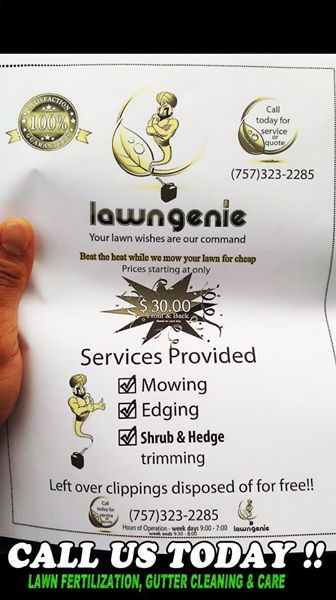 SATISFACTION
100%
GUARANTEED
Call
today for
service
or
quote
(757)323-2285
lawngenie
Your lawn wishes are our command
Beat the heat while we mow your lawn for cheap
Prices starting at only
$30.00
Front & Back
Services Provided
Mowing
Edging
Shrub & Hedge
trimming
Left over clippings disposed of for free!!
Call
today for
service
or
(757)323-2285
lawngenie
Hours of Operation - week days 9:00 - 7:00
week ends 9:30 - 8:00
CALL US TODAY !!
LAWN FERTILIZATION, GUTTER CLEANING & CARE